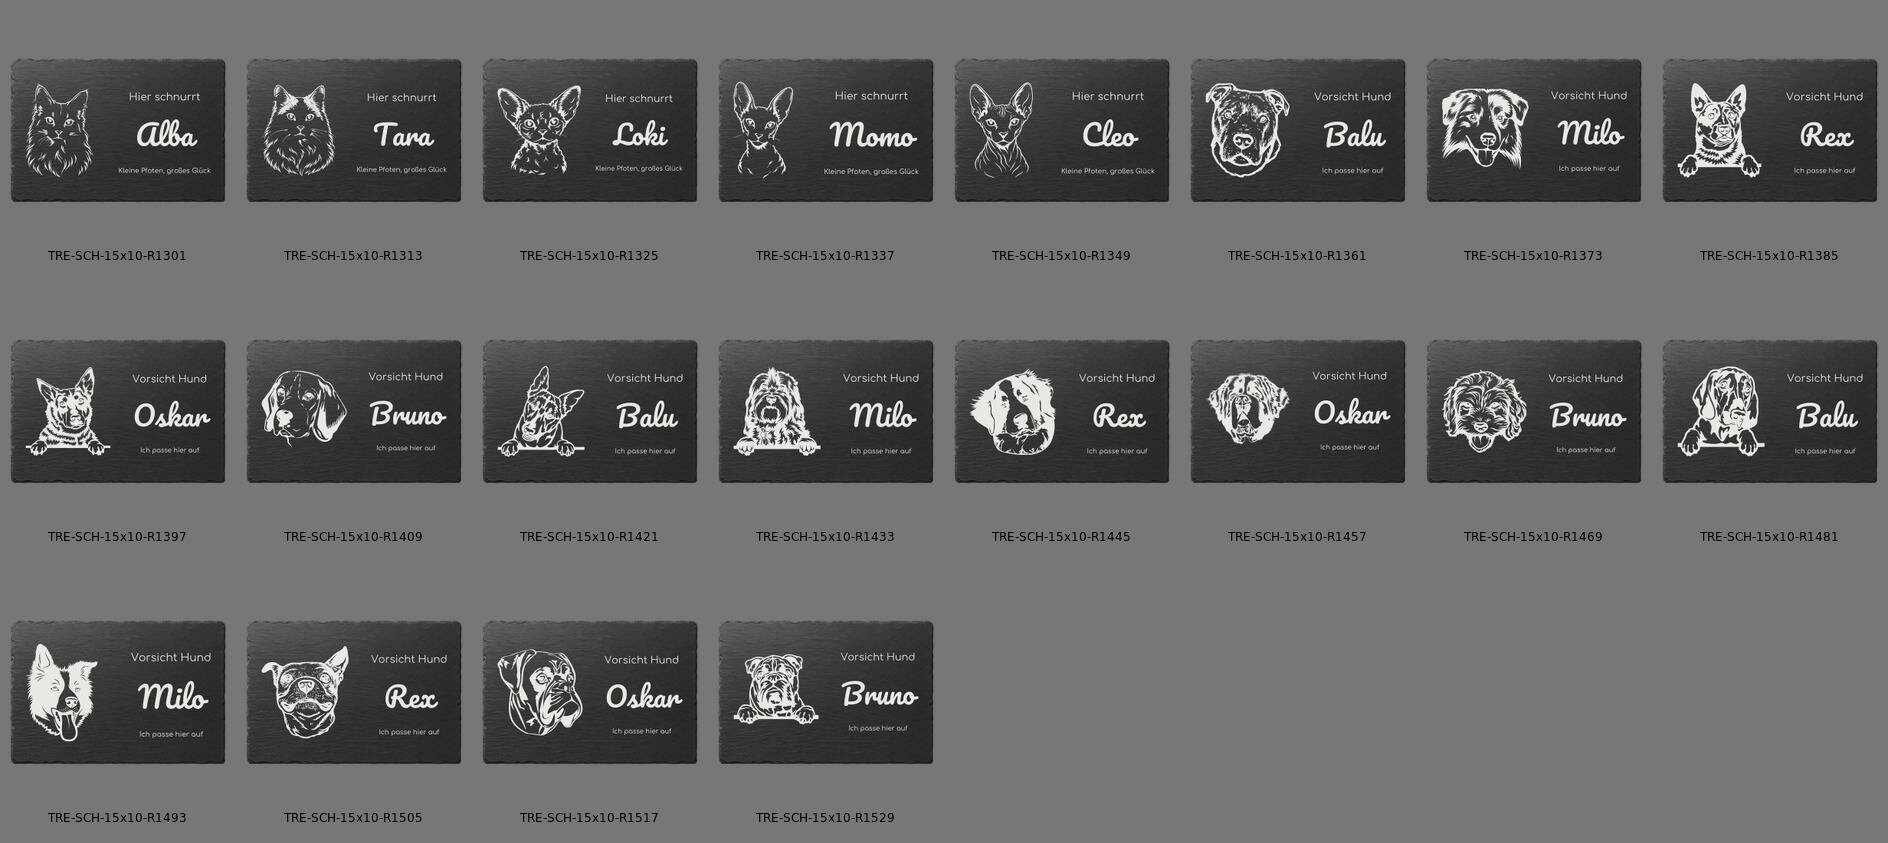 Hier schnurrt
Alba
Kleine Pfoten, großes Glück
TRE-SCH-15x10-R1301
Hier schnurrt
Tara
Kleine Pfoten, großes Glück
TRE-SCH-15x10-R1313
Hier schnurrt
Loki
Kleine Pfoten, großes Glück
TRE-SCH-15x10-R1325
Hier schnurrt
Momo
Kleine Pfoten, großes Glück
TRE-SCH-15x10-R1337
Hier schnurrt
Cleo
Kleine Pfoten, großes Glück
TRE-SCH-15x10-R1349
Vorsicht Hund
Balu
Ich passe hier auf
TRE-SCH-15x10-R1361
Vorsicht Hund
Milo
Ich passe hier auf
TRE-SCH-15x10-R1373
Vorsicht Hund
Rex
Ich passe hier auf
TRE-SCH-15x10-R1385
Vorsicht Hund
Oskar
Ich passe hier auf
TRE-SCH-15x10-R1397
Vorsicht Hund
Bruno
Ich passe hier auf
TRE-SCH-15x10-R1409
Vorsicht Hund
Balu
Ich passe hier auf
TRE-SCH-15x10-R1421
Vorsicht Hund
Milo
Ich passe hier auf
TRE-SCH-15x10-R1433
Vorsicht Hund
Rex
Ich passe hier auf
TRE-SCH-15x10-R1445
Vorsicht Hund
Oskar
Ich passe hier auf
TRE-SCH-15x10-R1457
Vorsicht Hund
Bruno
Ich passe hier auf
TRE-SCH-15x10-R1469
Vorsicht Hund
Balu
Ich passe hier auf
TRE-SCH-15x10-R1481
Vorsicht Hund
Milo
Ich passe hier auf
TRE-SCH-15x10-R1493
Vorsicht Hund
Rex
Ich passe hier auf
TRE-SCH-15x10-R1505
Vorsicht Hund
Oskar
Ich passe hier auf
TRE-SCH-15x10-R1517
Vorsicht Hund
Bruno
Ich passe hier auf
TRE-SCH-15x10-R1529